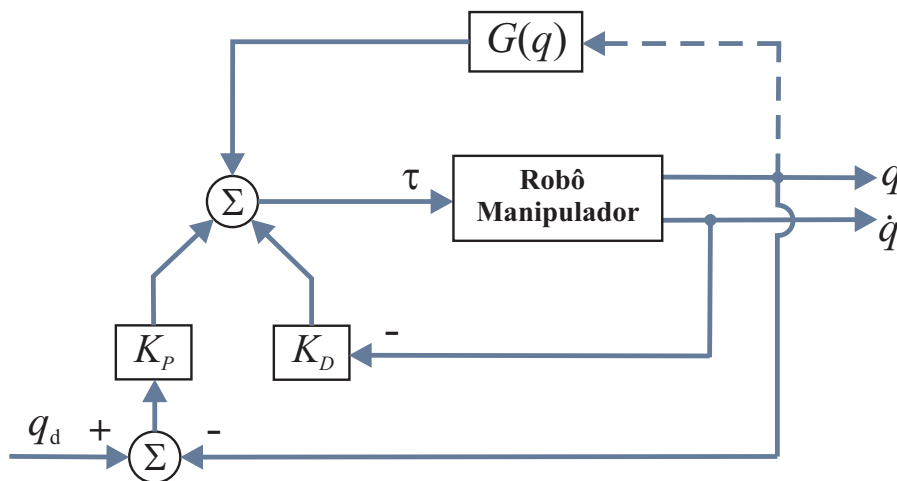 G(q)
τ
Robô
Manipulador
q
q̇
Σ
K_P
K_D
-
q_d
+
-
Σ